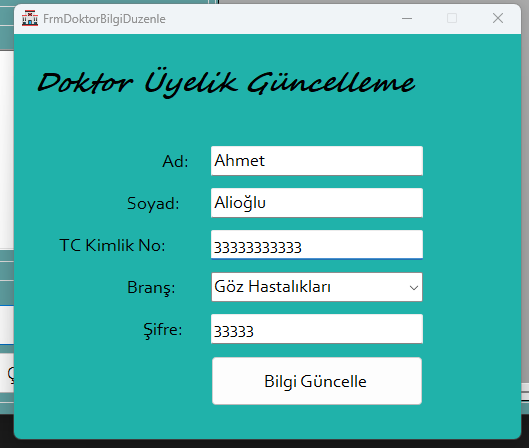 FrmDoktorBilgiDuzenle
Doktor Üyelik Güncelleme
Ad: Ahmet
Soyad: Alioğlu
TC Kimlik No: 33333333333
Branş: Göz Hastalıkları
Şifre: 33333
Bilgi Güncelle